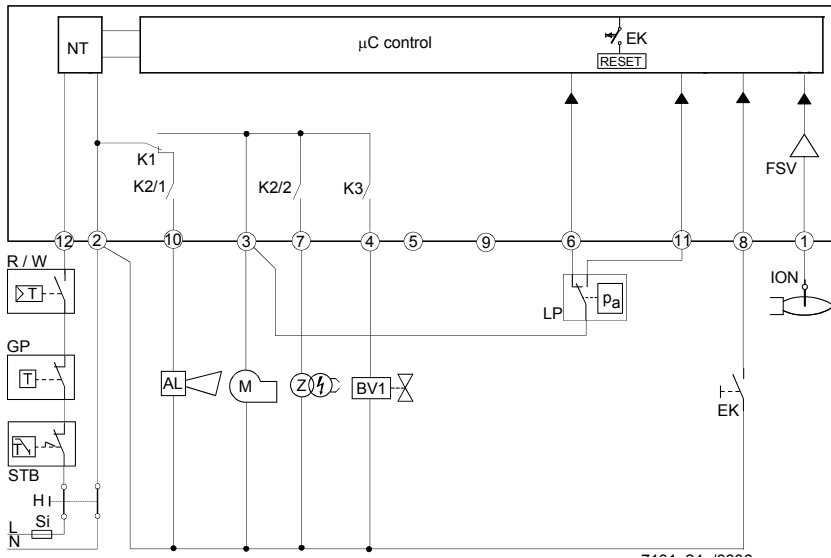 NT
µC control
EK
RESET
FSV
K1
K2/1
K2/2
K3
12
2
10
3
7
4
5
9
6
11
8
1
R / W
T
LP
pa
ION
GP
T
AL
M
Z
BV1
EK
T
STB
H
L
Si
N